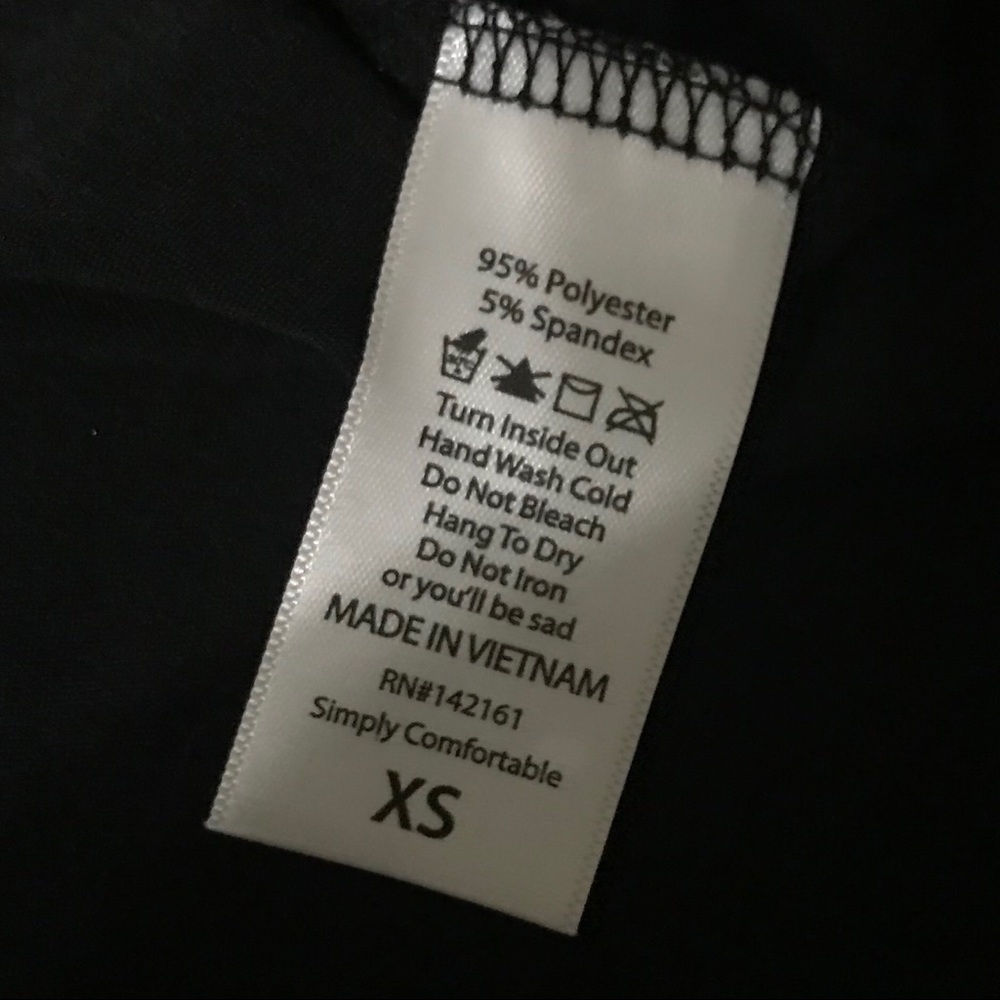 95% Polyester
5% Spandex
Turn Inside Out
Hand Wash Cold
Do Not Bleach
Hang To Dry
Do Not Iron
or you'll be sad
MADE IN VIETNAM
RN#142161
Simply Comfortable
XS